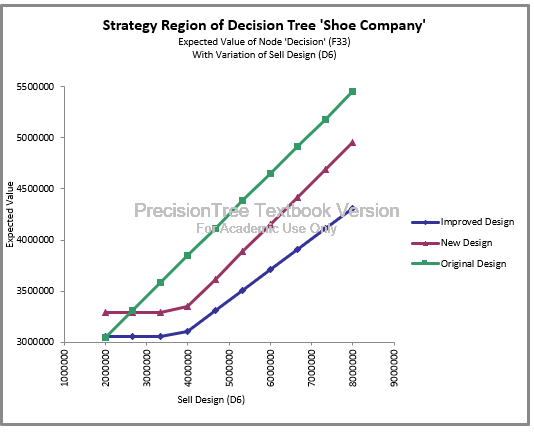 Strategy Region of Decision Tree 'Shoe Company'
Expected Value of Node 'Decision' (F33)
With Variation of Sell Design (D6)
5500000
5000000
4500000
4000000
3500000
3000000
Expected Value
PrecisionTree Textbook Version
For Academic Use Only
Improved Design
New Design
Original Design
1000000
2000000
3000000
4000000
5000000
6000000
7000000
8000000
9000000
Sell Design (D6)